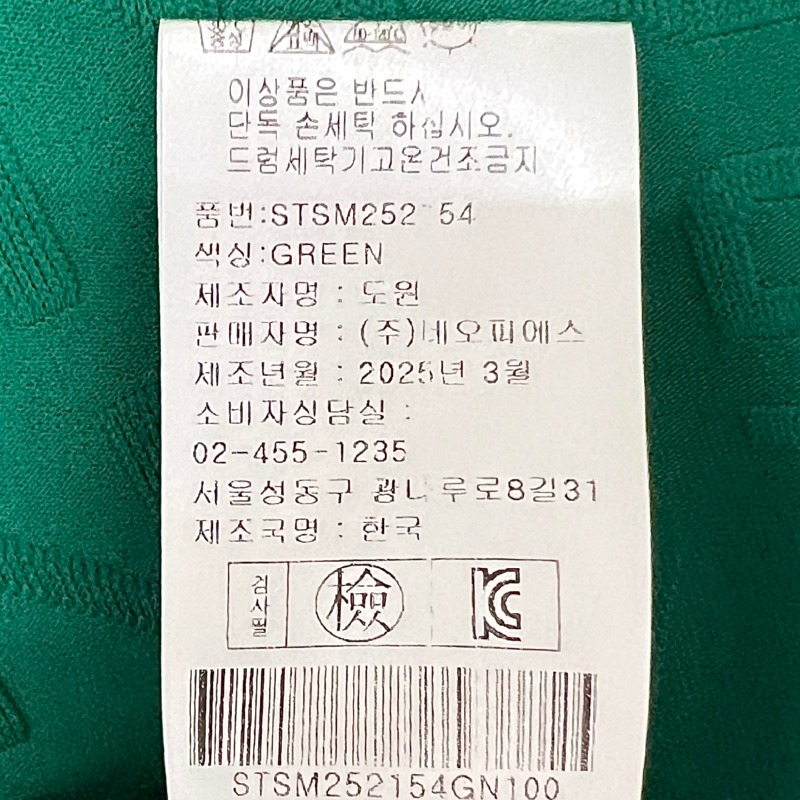 이상품은
단독 손세탁 하십시오.
드럼세탁기고온건조금지
품번:STSM252 54
색상:GREEN
제조자명 : 도원
판매자명 : (주)네오피에스
제조년월 : 2025년 3월
소비자상담실 :
02-455-1235
서울성동구 광나루로8길31
제조국명 : 한국
검사필 檢 KC
STSM252154GN100